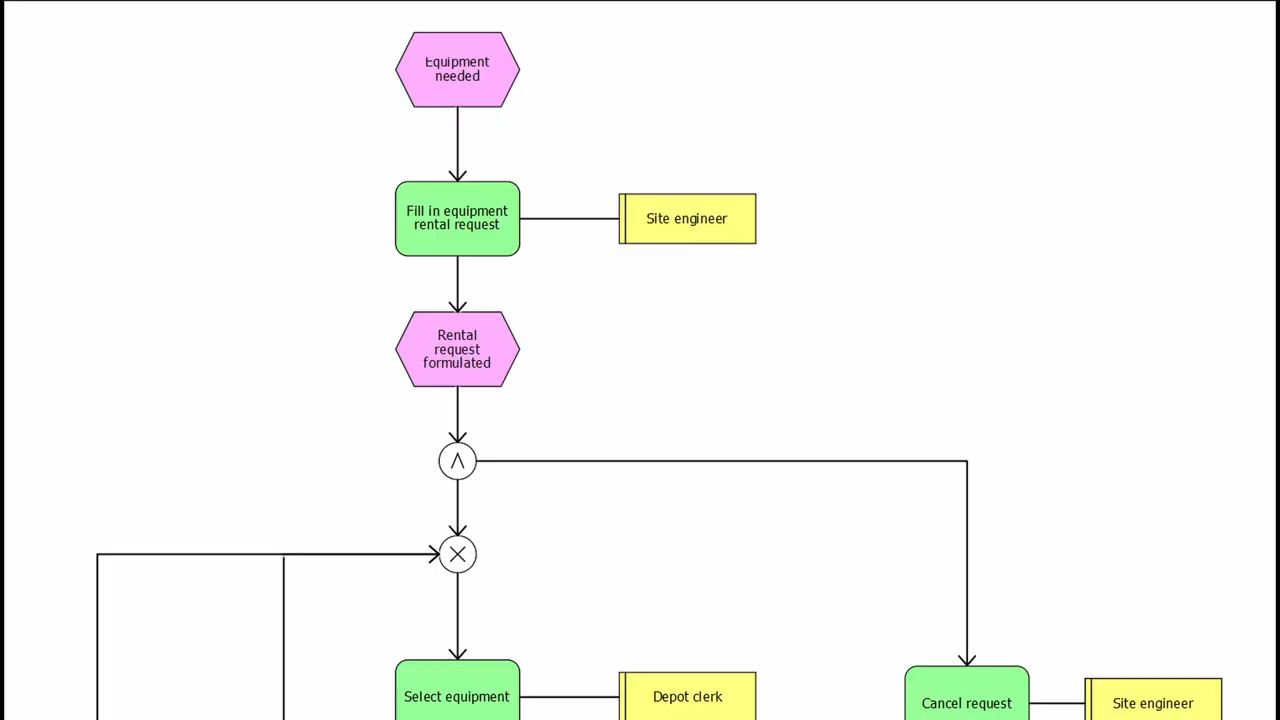 Equipment
needed
Fill in equipment
rental request
Site engineer
Rental
request
formulated
Select equipment
Depot clerk
Cancel request
Site engineer